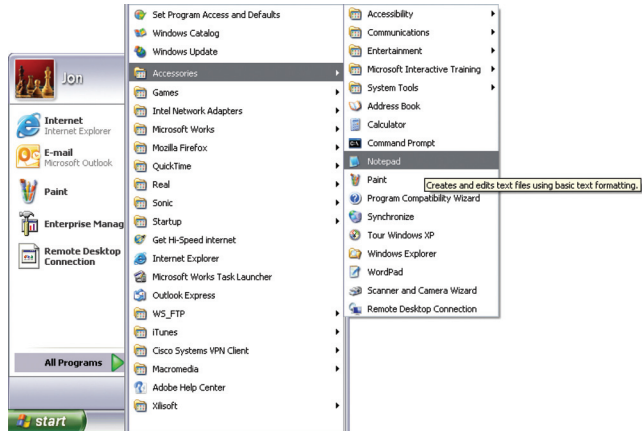 Jon
Internet
Internet Explorer
E-mail
Microsoft Outlook
Paint
Enterprise Manag
Remote Desktop
Connection
All Programs
start
Set Program Access and Defaults
Windows Catalog
Windows Update
Accessories
Games
Intel Network Adapters
Microsoft Works
Mozilla Firefox
QuickTime
Real
Sonic
Startup
Get Hi-Speed internet
Internet Explorer
Microsoft Works Task Launcher
Outlook Express
WS_FTP
iTunes
Cisco Systems VPN Client
Macromedia
Adobe Help Center
Xilisoft
Accessibility
Communications
Entertainment
Microsoft Interactive Training
System Tools
Address Book
Calculator
Command Prompt
Notepad
Paint
Creates and edits text files using basic text formatting.
Program Compatibility Wizard
Synchronize
Tour Windows XP
Windows Explorer
WordPad
Scanner and Camera Wizard
Remote Desktop Connection